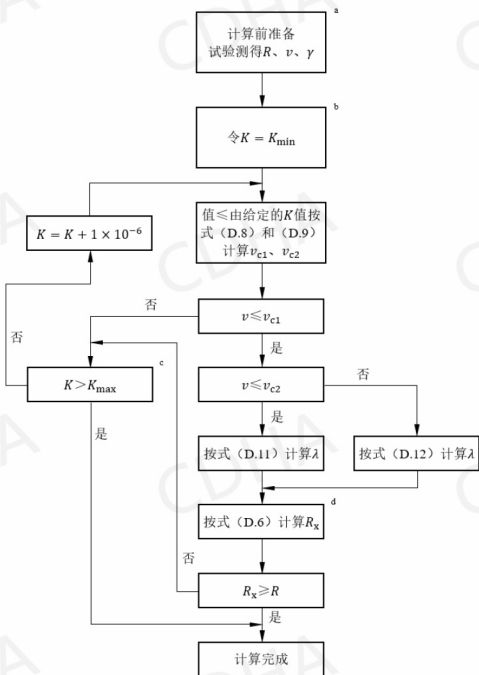 a
计算前准备
试验测得R、v、γ
b
令K = Kmin
K = K + 1 × 10⁻⁶
值≤由给定的K值按
式（D.8）和（D.9）
计算vc1、vc2
否
v≤vc1
否
是
c
K>Kmax
v≤vc2
否
是
是
按式（D.11）计算λ
按式（D.12）计算λ
d
按式（D.6）计算Rx
否
Rx≥R
是
计算完成
CDHA
CDHA
CDHA